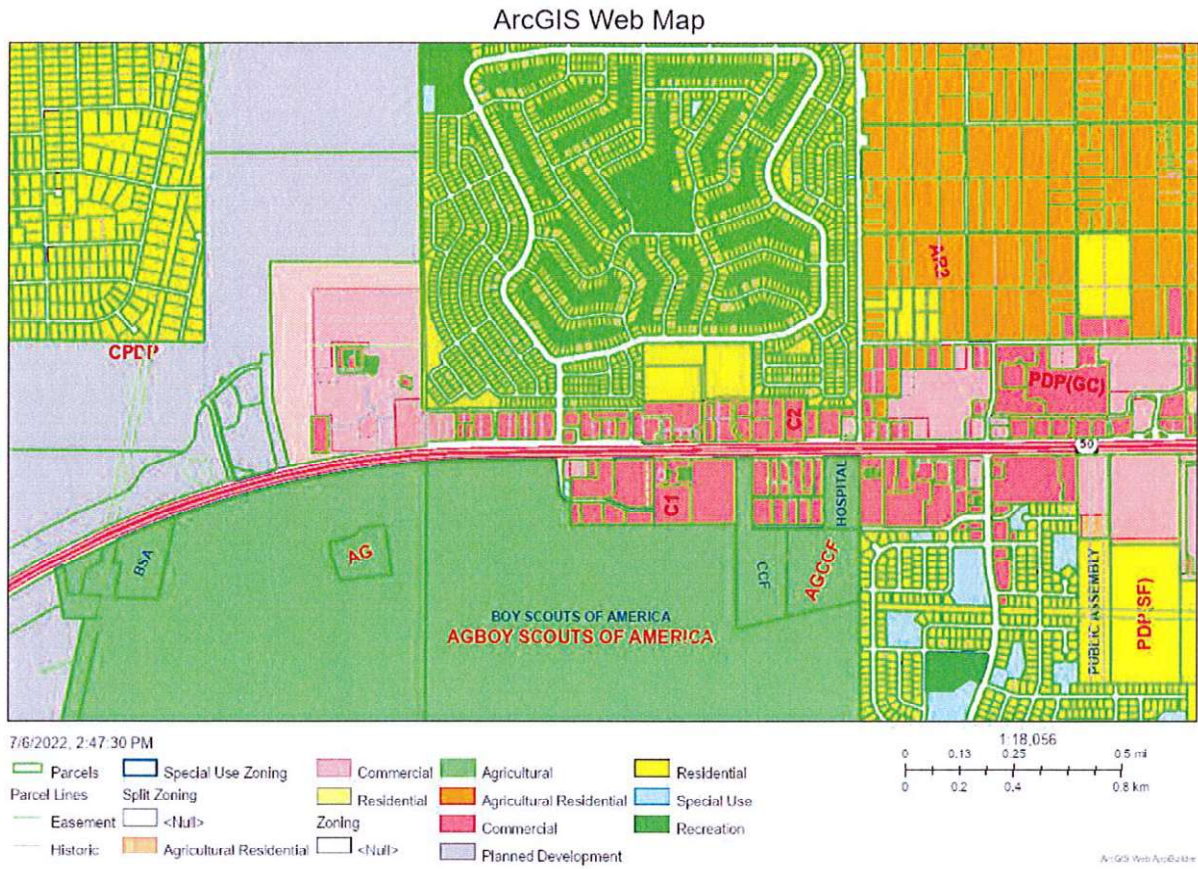 ArcGIS Web Map
CPDP
AR2
PDP(GC)
C2
50
C1
HOSPITAL
BSA
AG
CCF
AGCCF
BOY SCOUTS OF AMERICA
AGBOY SCOUTS OF AMERICA
PUBLIC ASSEMBLY
PDP(SF)
7/6/2022, 2:47:30 PM
Parcels
Parcel Lines
Easement
Historic
Special Use Zoning
Split Zoning
<Null>
Agricultural Residential
Commercial
Residential
Zoning
<Null>
Agricultural
Agricultural Residential
Commercial
Planned Development
Residential
Special Use
Recreation
1:18,056
0 0.13 0.25 0.5 mi
0 0.2 0.4 0.8 km
ArcGIS Web AppBuilder